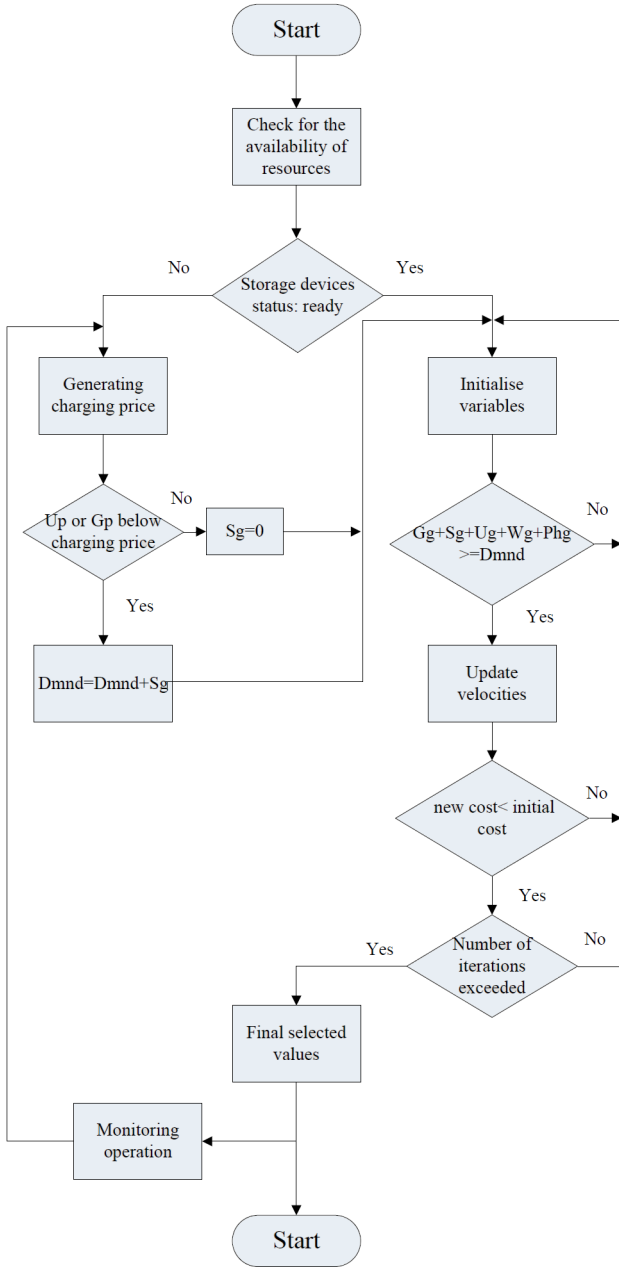 Start
Check for the
availability of
resources
No
Yes
Storage devices
status: ready
Generating
charging price
Initialise
variables
Up or Gp below
charging price
No
Sg=0
Gg+Sg+Ug+Wg+Phg
>=Dmnd
No
Yes
Yes
Dmnd=Dmnd+Sg
Update
velocities
new cost< initial
cost
No
Yes
Yes
Number of
iterations
exceeded
No
Final selected
values
Monitoring
operation
Start